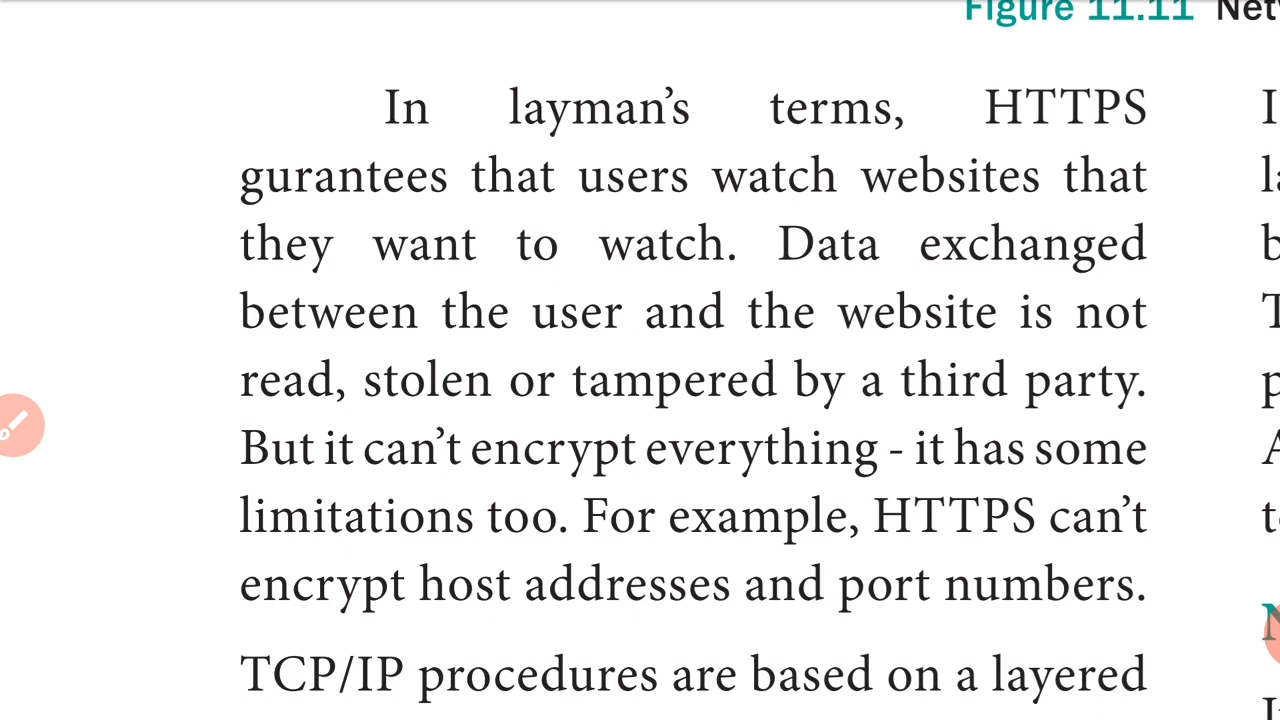 Figure 11.11
In layman’s terms, HTTPS
gurantees that users watch websites that
they want to watch. Data exchanged
between the user and the website is not
read, stolen or tampered by a third party.
But it can’t encrypt everything - it has some
limitations too. For example, HTTPS can’t
encrypt host addresses and port numbers.
TCP/IP procedures are based on a layered